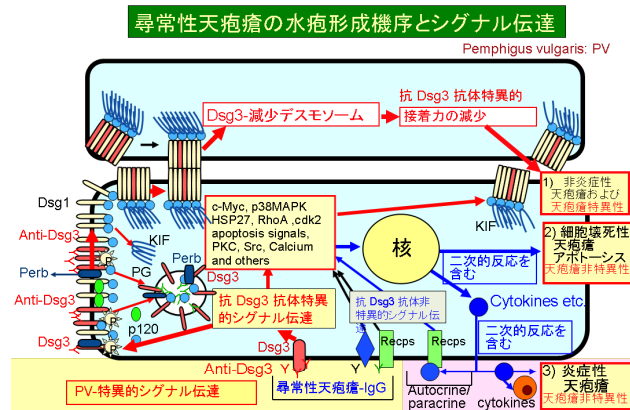 尋常性天疱瘡の水疱形成機序とシグナル伝達
Pemphigus vulgaris: PV
Dsg3-減少デスモソーム
抗 Dsg3 抗体特異的
接着力の減少
1) 非炎症性
天疱瘡および
天疱瘡特異性
Dsg1
Anti-Dsg3
KIF
Perb
PG
Perb
Dsg3
Anti-Dsg3
p120
Dsg3
P
P
P
c-Myc, p38MAPK
HSP27, RhoA ,cdk2
apoptosis signals,
PKC, Src, Calcium
and others
核
KIF
2) 細胞壊死性
天疱瘡
アポトーシス
天疱瘡非特異性
二次的反応を
含む
Cytokines etc.
二次的反応を
含む
抗 Dsg3 抗体特異
的シグナル伝達
抗 Dsg3 抗体非
特異的シグナル伝
達
Recps
Recps
Dsg3
Anti-Dsg3
Y
Y
Y
Y
尋常性天疱瘡-IgG
PV-特異的シグナル伝達
Autocrine/
paracrine
cytokines
3) 炎症性
天疱瘡
天疱瘡非特異性